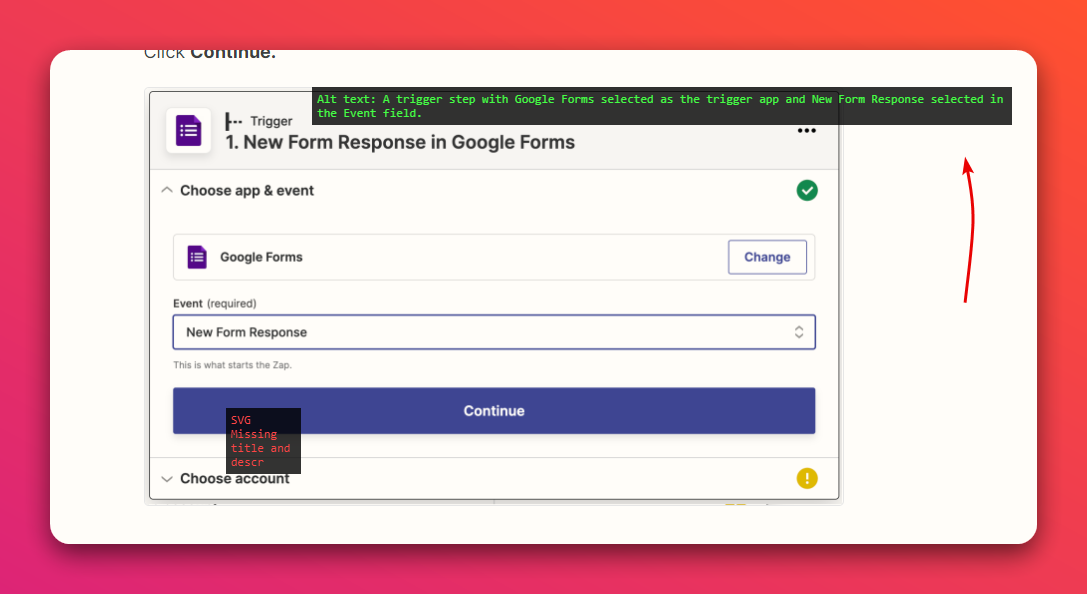 Click Continue.
Alt text: A trigger step with Google Forms selected as the trigger app and New Form Response selected in
the Event field.
Trigger
1. New Form Response in Google Forms
Choose app & event
Google Forms
Change
Event (required)
New Form Response
This is what starts the Zap.
Continue
SVG
Missing
title and
descr
Choose account